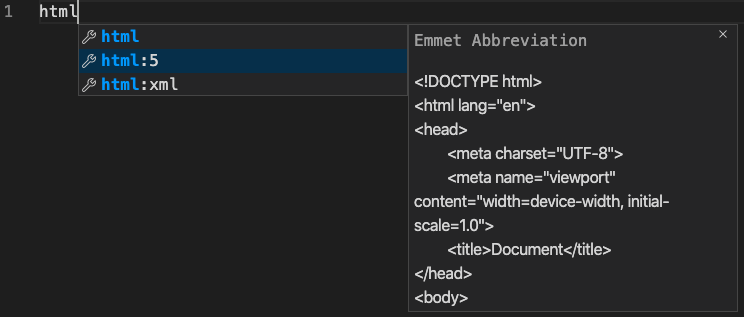 1 html
html
html:5
html:xml
Emmet Abbreviation ×
<!DOCTYPE html>
<html lang="en">
<head>
<meta charset="UTF-8">
<meta name="viewport"
content="width=device-width, initial-
scale=1.0">
<title>Document</title>
</head>
<body>